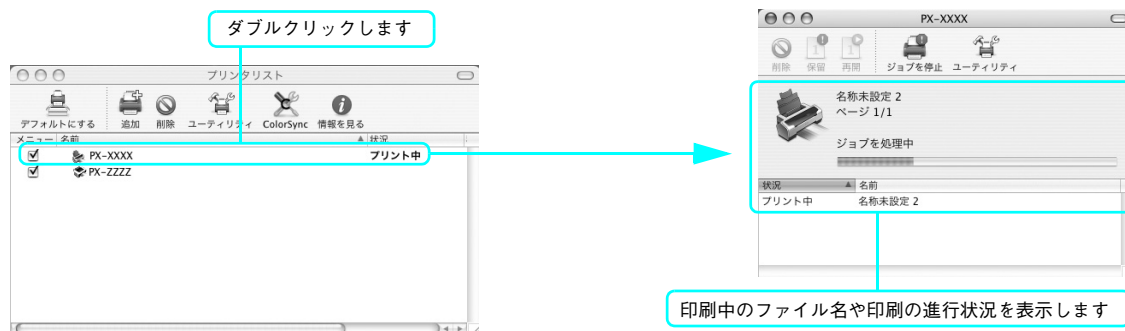 ダブルクリックします
プリンタリスト
デフォルトにする 追加 削除 ユーティリティ ColorSync 情報を見る
メニュー 名前 状況
PX-XXXX プリント中
PX-ZZZZ
PX-XXXX
削除 保留 再開 ジョブを停止 ユーティリティ
名称未設定 2
ページ 1/1
ジョブを処理中
状況 名前
プリント中 名称未設定 2
印刷中のファイル名や印刷の進行状況を表示します